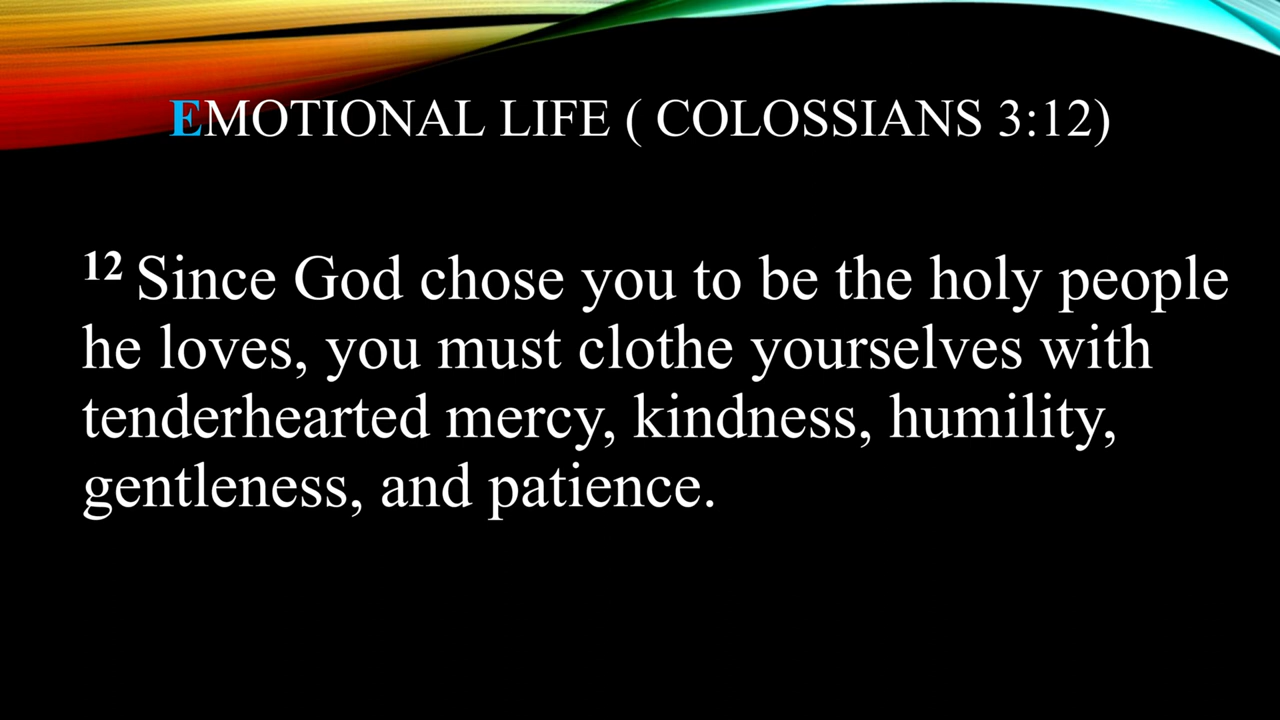 EMOTIONAL LIFE ( COLOSSIANS 3:12)
12 Since God chose you to be the holy people
he loves, you must clothe yourselves with
tenderhearted mercy, kindness, humility,
gentleness, and patience.